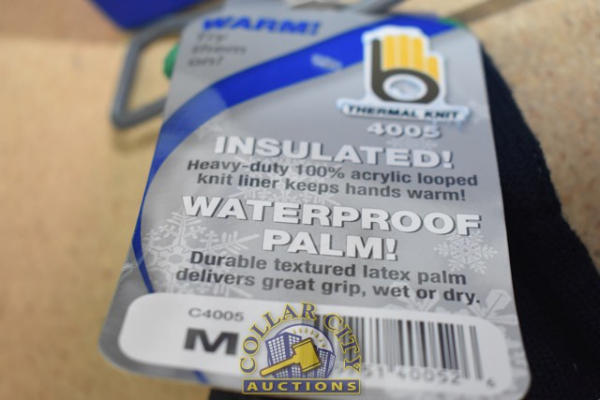 WARM!
try
them
on!
THERMAL KNIT
4005
INSULATED!
Heavy-duty 100% acrylic looped
knit liner keeps hands warm!
WATERPROOF
PALM!
Durable textured latex palm
delivers great grip, wet or dry.
C4005
M
COLLAR CITY
AUCTIONS